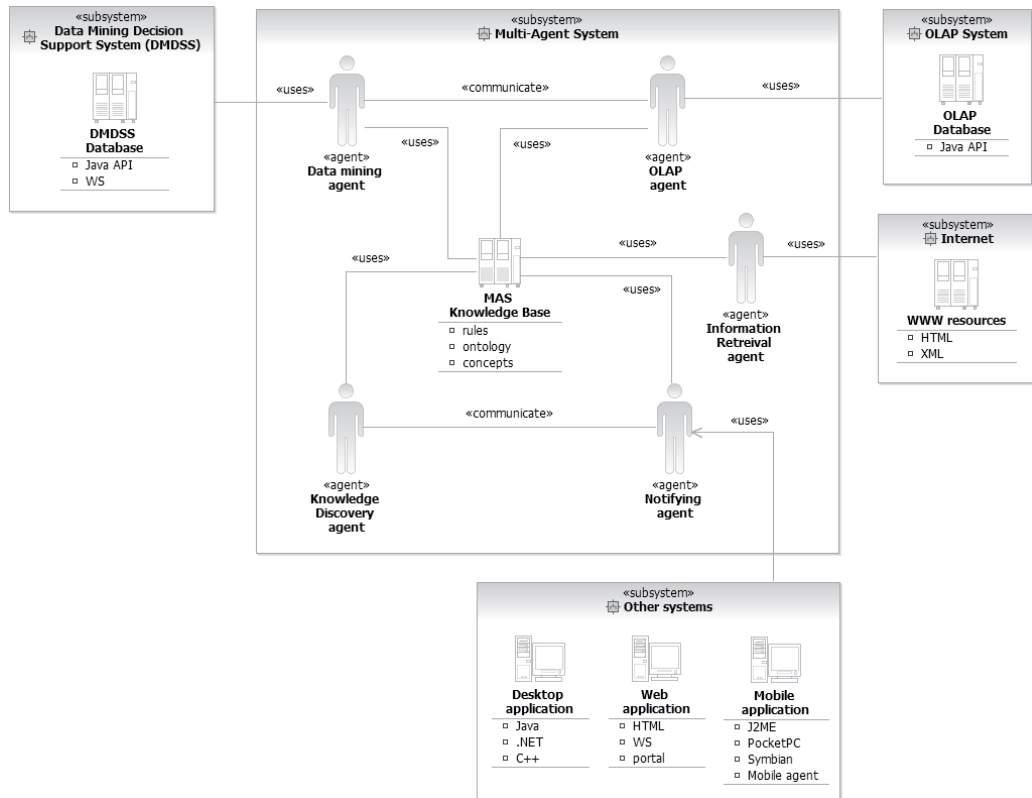 «subsystem»
Data Mining Decision
Support System (DMDSS)
DMDSS
Database
Java API
WS
«subsystem»
Multi-Agent System
«uses»
«communicate»
«uses»
«uses»
«uses»
«agent»
Data mining
agent
«agent»
OLAP
agent
«subsystem»
OLAP System
OLAP
Database
Java API
«uses»
«uses»
«uses»
«uses»
MAS
Knowledge Base
rules
ontology
concepts
«agent»
Information
Retreival
agent
«subsystem»
Internet
WWW resources
HTML
XML
«communicate»
«uses»
«agent»
Knowledge
Discovery
agent
«agent»
Notifying
agent
«subsystem»
Other systems
Desktop
application
Java
.NET
C++
Web
application
HTML
WS
portal
Mobile
application
J2ME
PocketPC
Symbian
Mobile agent